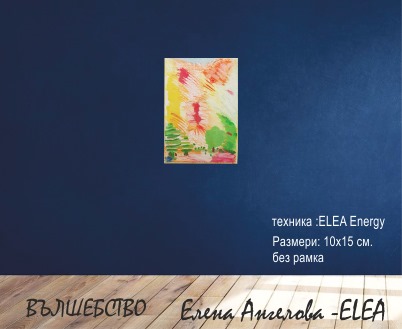 техника :ELEA Energy
Размери: 10x15 см.
без рамка
ВЪЛШЕБСТВО
Елена Ангелова -ELEA